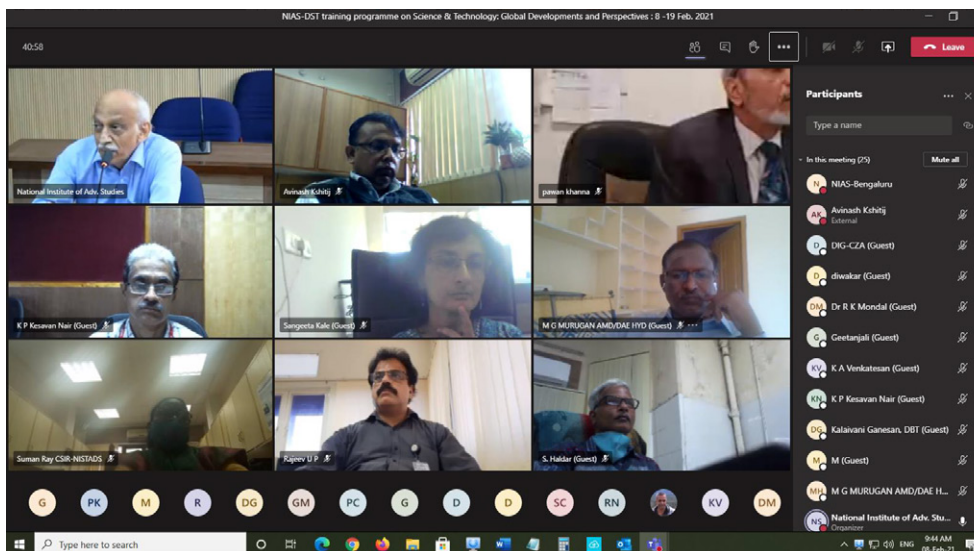 NIAS-DST training programme on Science & Technology: Global Developments and Perspectives : 8 -19 Feb. 2021
40:58
Leave
National Institute of Adv. Studies
Avinash Kshitij
pawan khanna
K P Kesavan Nair (Guest)
Sangeeta Kale (Guest)
M G MURUGAN AMD/DAE HYD (Guest)
Suman Ray CSIR-NISTADS
Rajeev U P
S. Haldar (Guest)
G PK M R DG GM PC G D D SC RN KV DM
Participants
Type a name
In this meeting (25) Mute all
N NIAS-Bengaluru
AK Avinash Kshitij
External
D DIG-CZA (Guest)
d diwakar (Guest)
DM Dr R K Mondal (Guest)
G Geetanjali (Guest)
KV K A Venkatesan (Guest)
KN K P Kesavan Nair (Guest)
DG Kalaivani Ganesan, DBT (Guest)
M M (Guest)
MH M G MURUGAN AMD/DAE H...
NS National Institute of Adv. Stu...
Organizer
Type here to search
ENG
9:44 AM
08-Feb-21